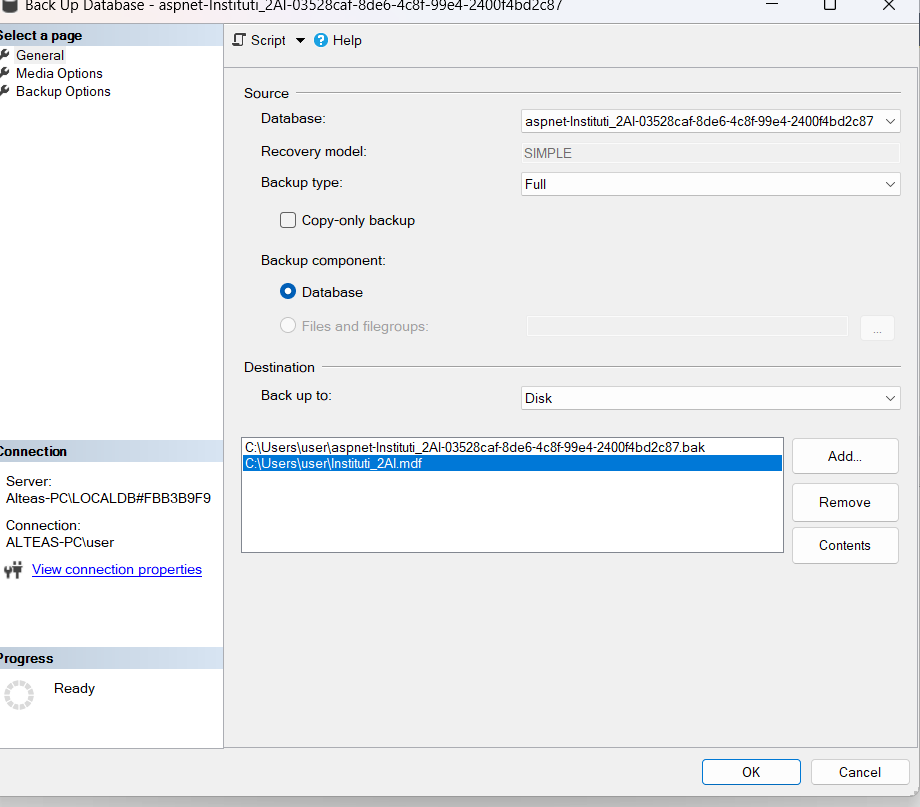 Back Up Database - aspnet-Instituti_2AI-03528caf-8de6-4c8f-99e4-2400f4bd2c87
Select a page
General
Media Options
Backup Options
Script
Help
Source
Database:
aspnet-Instituti_2AI-03528caf-8de6-4c8f-99e4-2400f4bd2c87
Recovery model:
SIMPLE
Backup type:
Full
Copy-only backup
Backup component:
Database
Files and filegroups:
...
Destination
Back up to:
Disk
C:\Users\user\aspnet-Instituti_2AI-03528caf-8de6-4c8f-99e4-2400f4bd2c87.bak
C:\Users\user\Instituti_2AI.mdf
Add...
Remove
Contents
Connection
Server:
Alteas-PC\LOCALDB#FBB3B9F9
Connection:
ALTEAS-PC\user
View connection properties
Progress
Ready
OK
Cancel